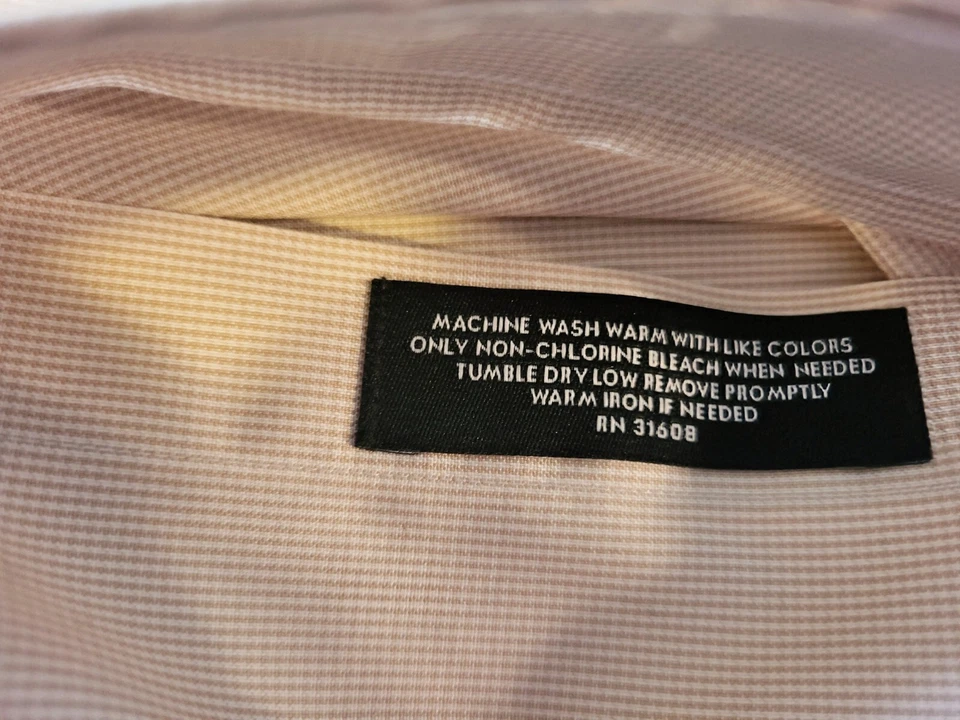 MACHINE WASH WARM WITH LIKE COLORS
ONLY NON-CHLORINE BLEACH WHEN NEEDED
TUMBLE DRY LOW REMOVE PROMPTLY
WARM IRON IF NEEDED
RN 31608